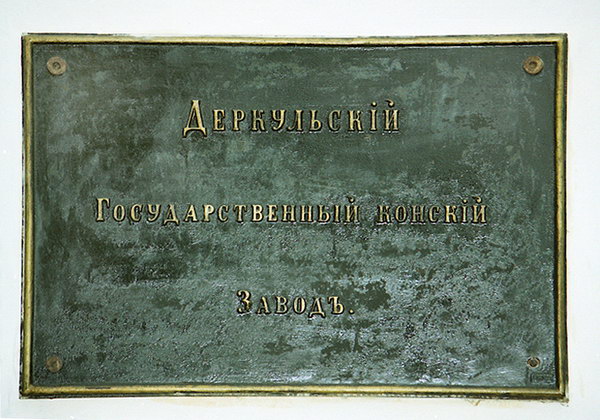 Деркульскій
Государственный конскій
Заводъ.